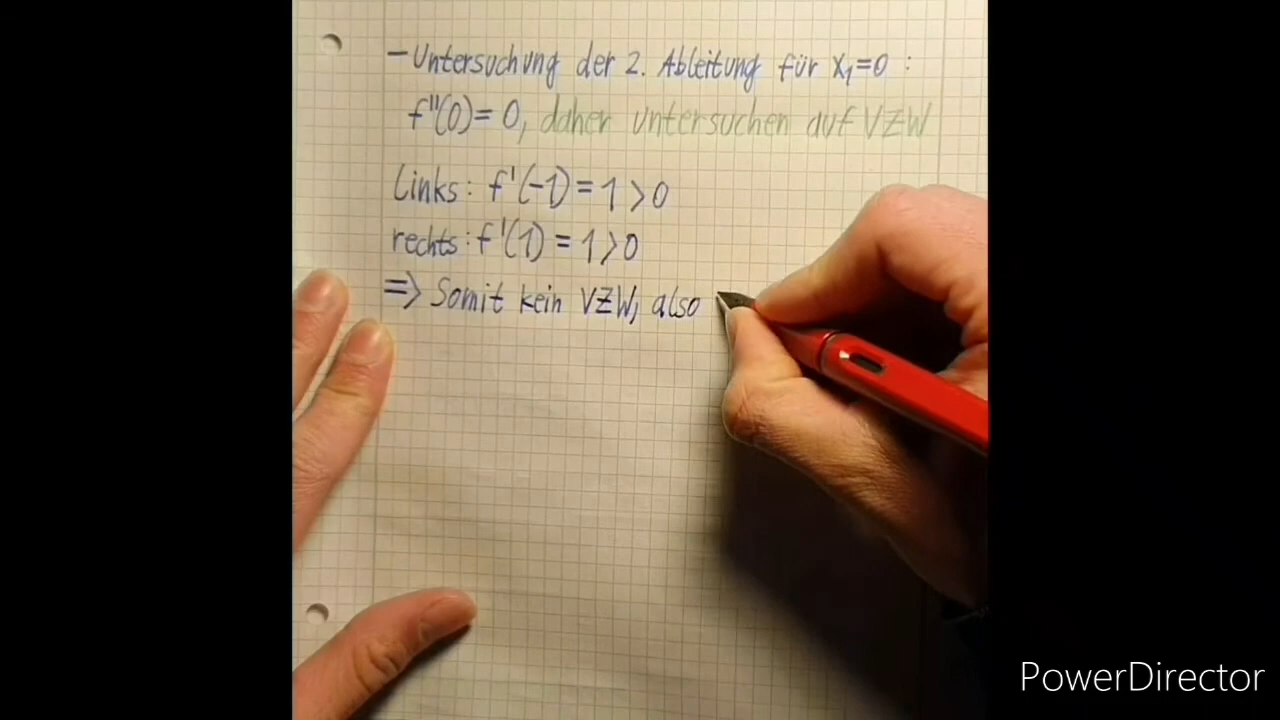 - Untersuchung der 2. Ableitung für x₁=0 :
f''(0) = 0, daher untersuchen auf VZW
links: f'(-1) = 1 > 0
rechts: f'(1) = 1 > 0
=> Somit kein VZW, also
PowerDirector